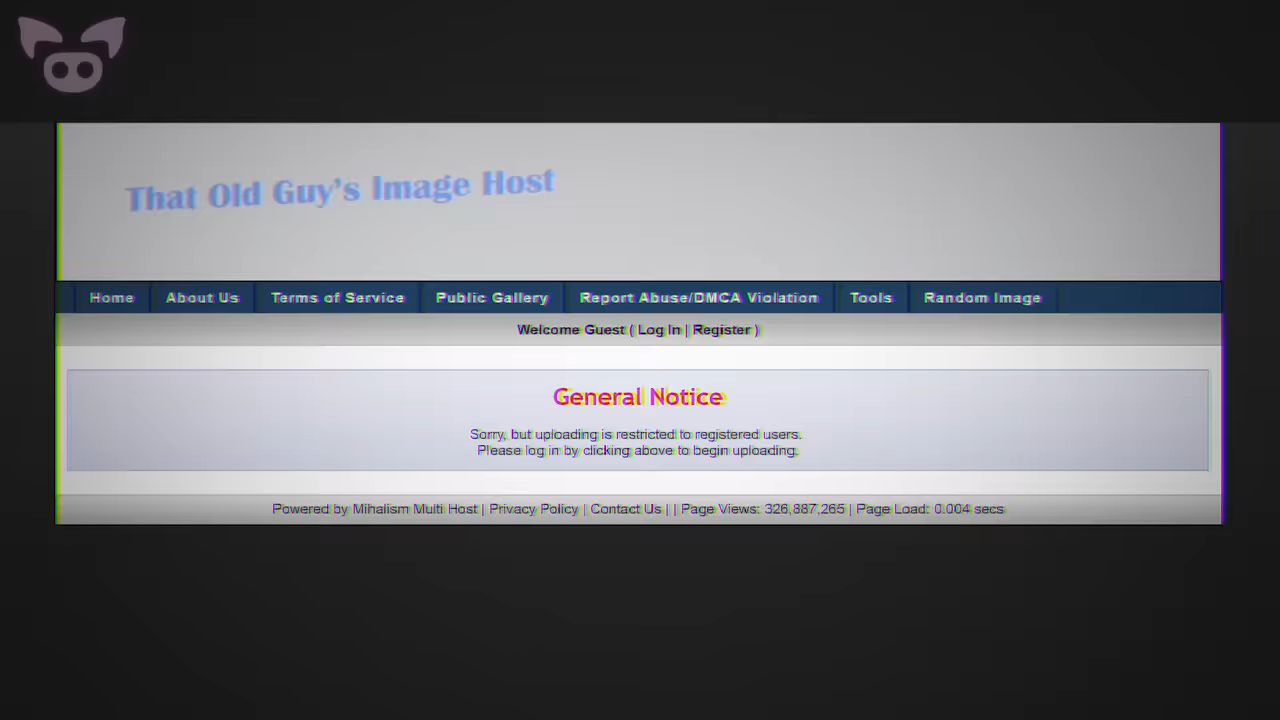 That Old Guy's Image Host
Home About Us Terms of Service Public Gallery Report Abuse/DMCA Violation Tools Random Image
Welcome Guest ( Log In | Register )
General Notice
Sorry, but uploading is restricted to registered users.
Please log in by clicking above to begin uploading.
Powered by Mihalism Multi Host | Privacy Policy | Contact Us | | Page Views: 326,887,265 | Page Load: 0.004 secs